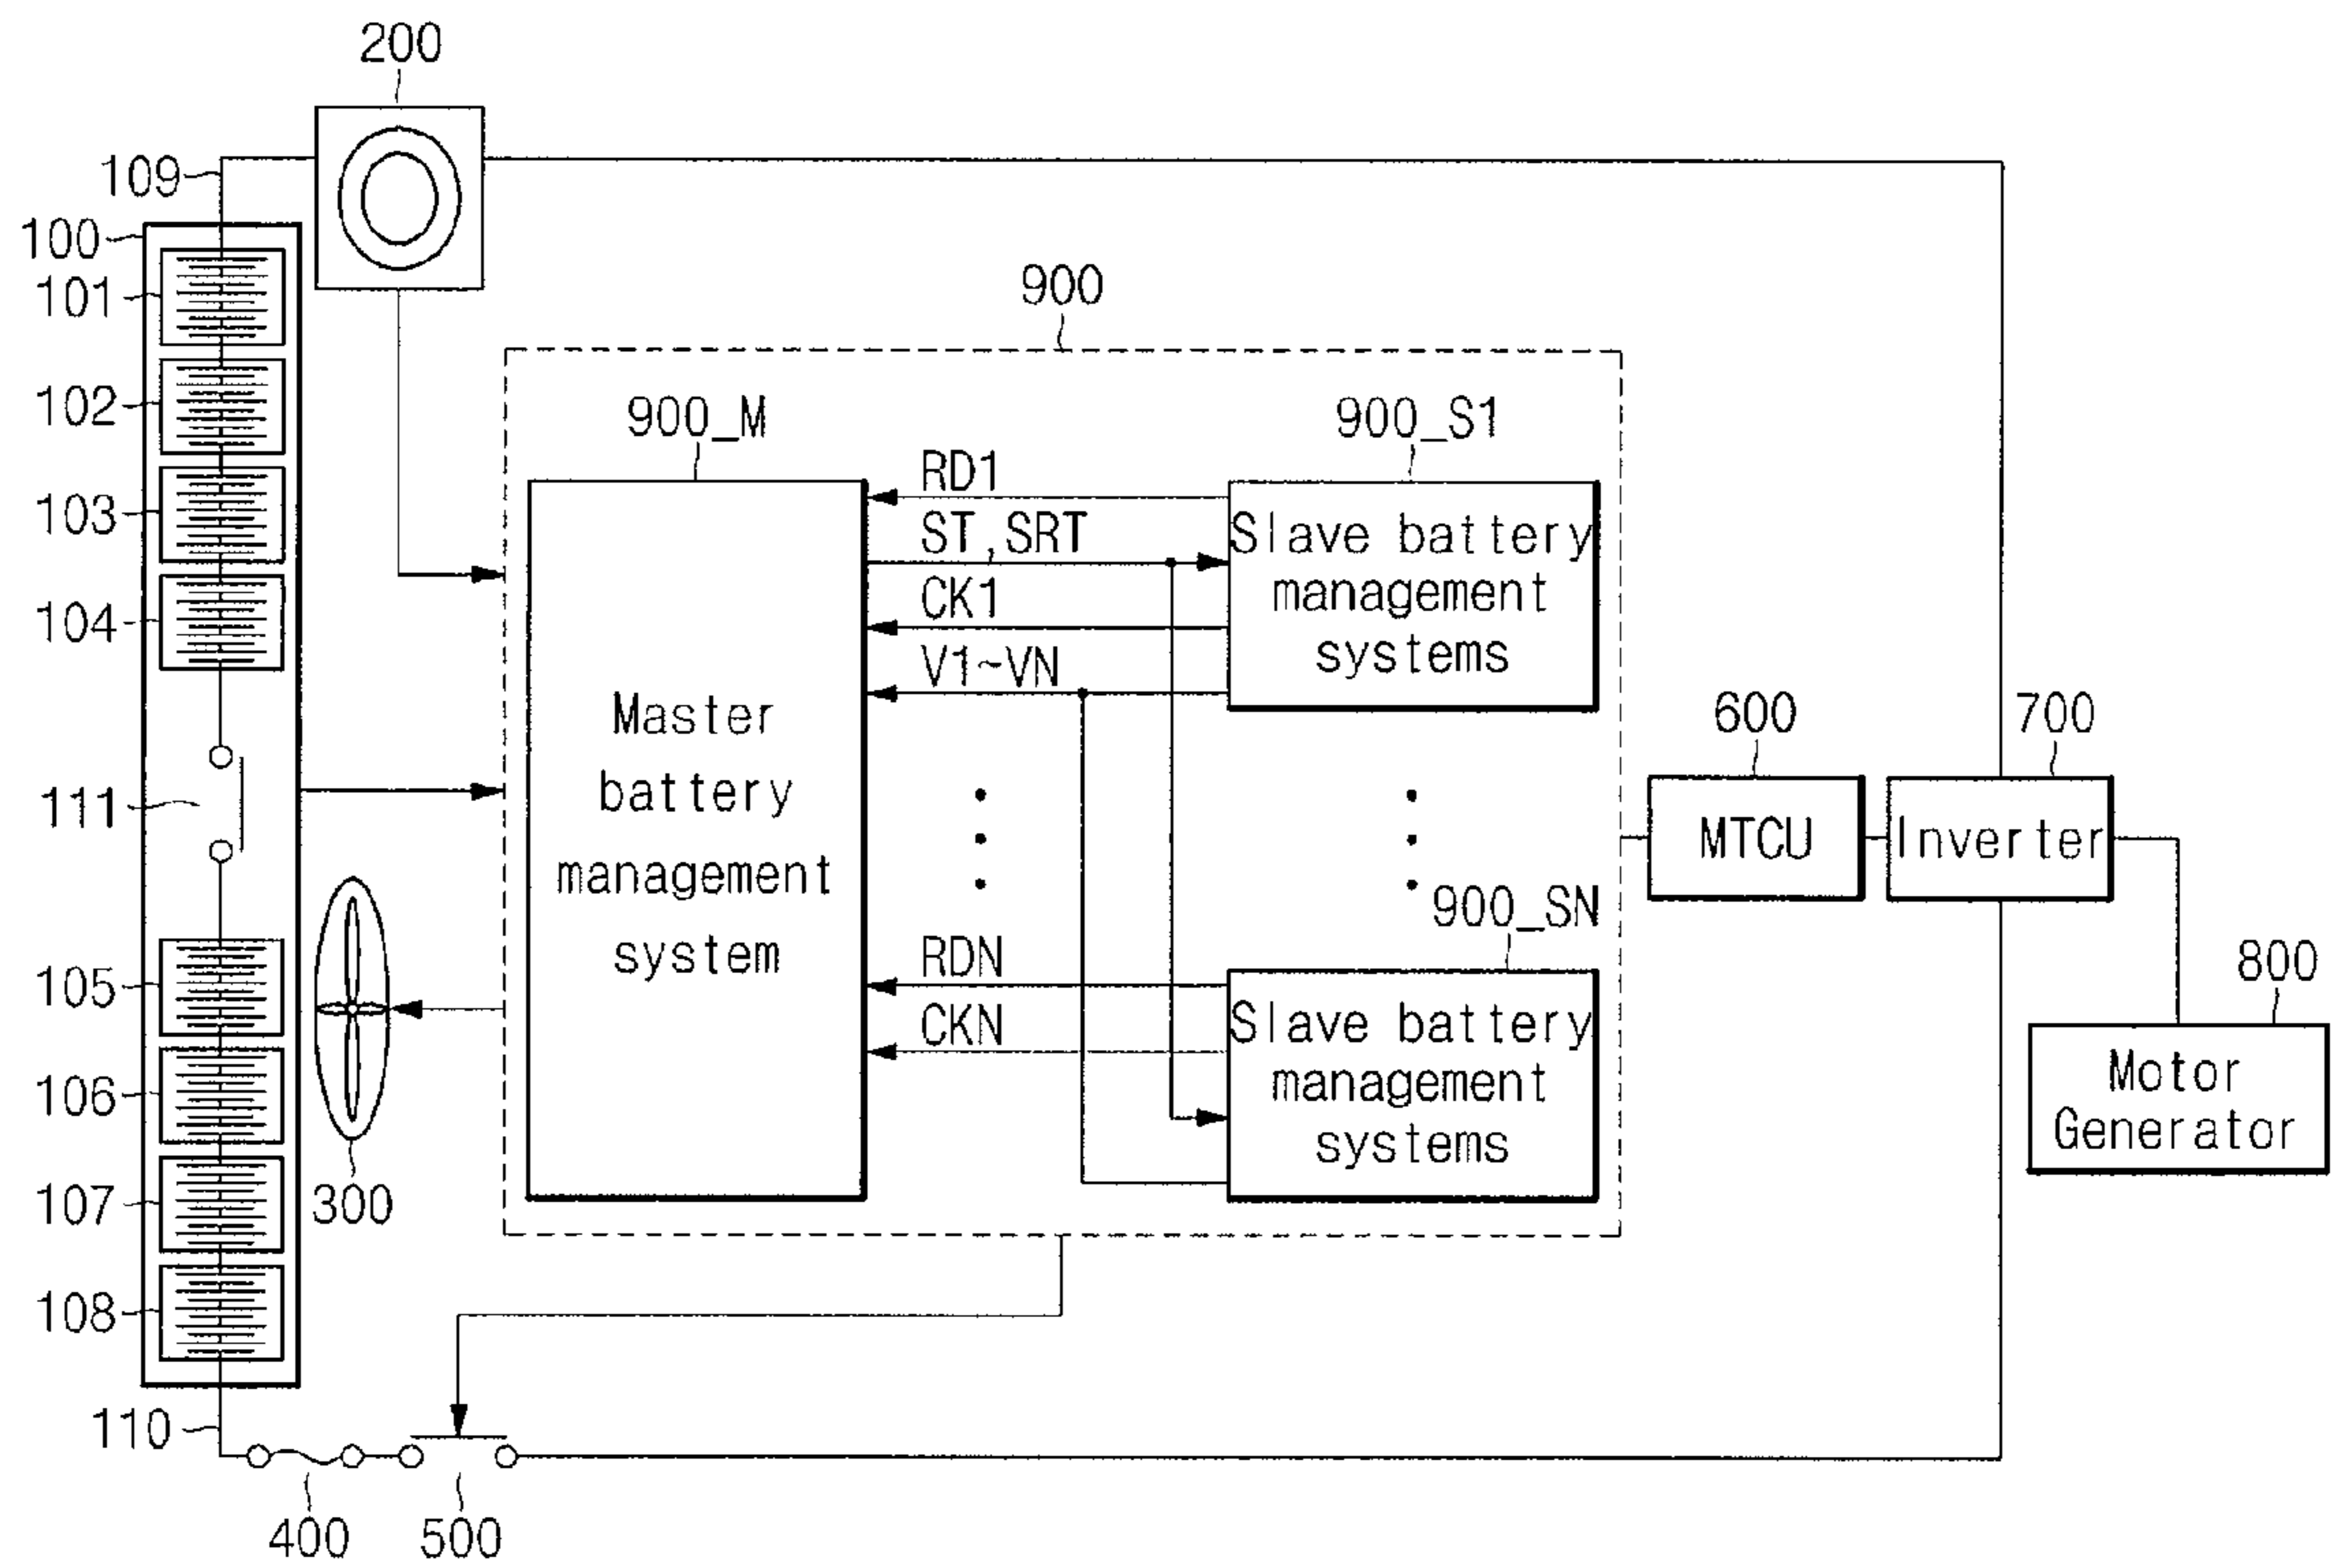 200
109
100
101
102
103
104
111
105
106
107
108
110
300
400
500
900
900_M
900_S1
RD1
ST,SRT
CK1
V1~VN
Master
battery
management
system
Slave battery
management
systems
900_SN
RDN
CKN
Slave battery
management
systems
600
MTCU
700
Inverter
800
Motor
Generator